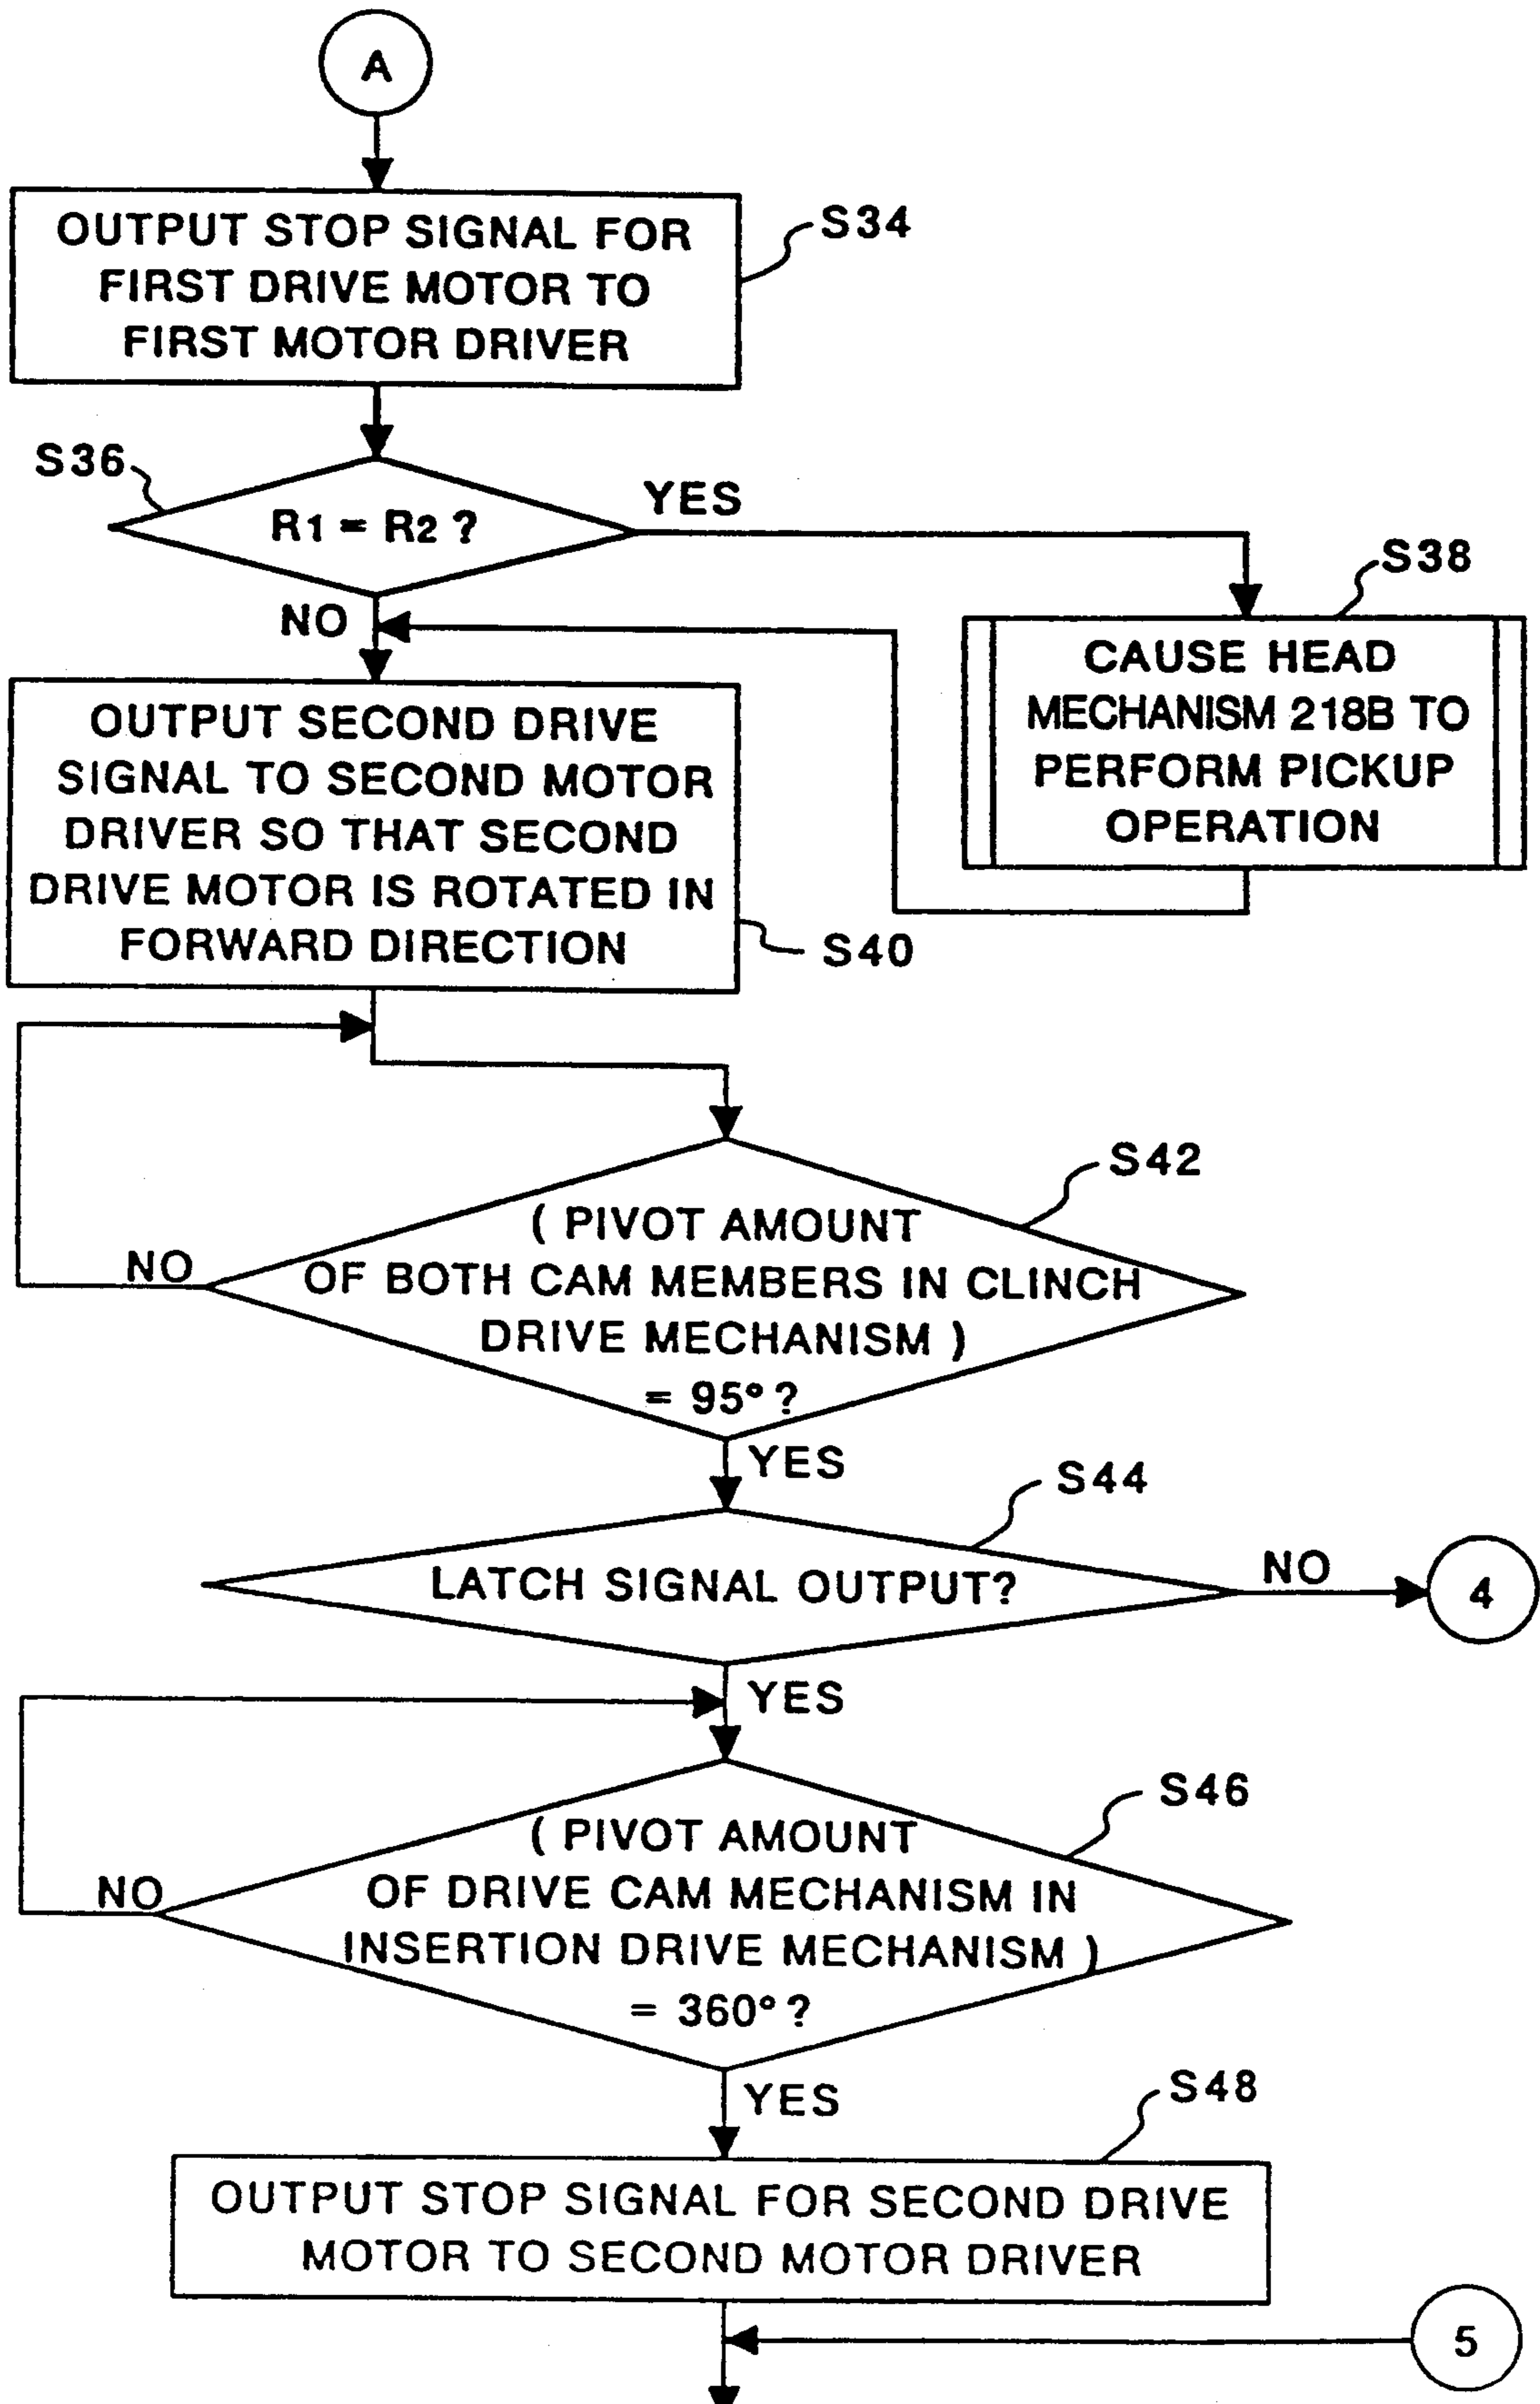 A
OUTPUT STOP SIGNAL FOR
FIRST DRIVE MOTOR TO
FIRST MOTOR DRIVER
S34
S36
R1 = R2 ?
YES
NO
S38
CAUSE HEAD
MECHANISM 218B TO
PERFORM PICKUP
OPERATION
OUTPUT SECOND DRIVE
SIGNAL TO SECOND MOTOR
DRIVER SO THAT SECOND
DRIVE MOTOR IS ROTATED IN
FORWARD DIRECTION
S40
S42
( PIVOT AMOUNT
OF BOTH CAM MEMBERS IN CLINCH
DRIVE MECHANISM )
= 95° ?
NO
YES
S44
LATCH SIGNAL OUTPUT?
NO
4
YES
S46
( PIVOT AMOUNT
OF DRIVE CAM MECHANISM IN
INSERTION DRIVE MECHANISM )
= 360° ?
NO
YES
S48
OUTPUT STOP SIGNAL FOR SECOND DRIVE
MOTOR TO SECOND MOTOR DRIVER
5